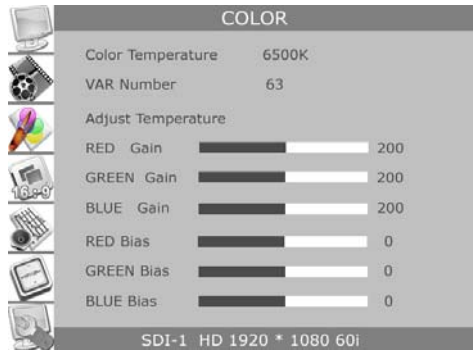 COLOR
Color Temperature 6500K
VAR Number 63
Adjust Temperature
RED Gain 200
GREEN Gain 200
BLUE Gain 200
RED Bias 0
GREEN Bias 0
BLUE Bias 0
16:9
SDI-1 HD 1920 * 1080 60i